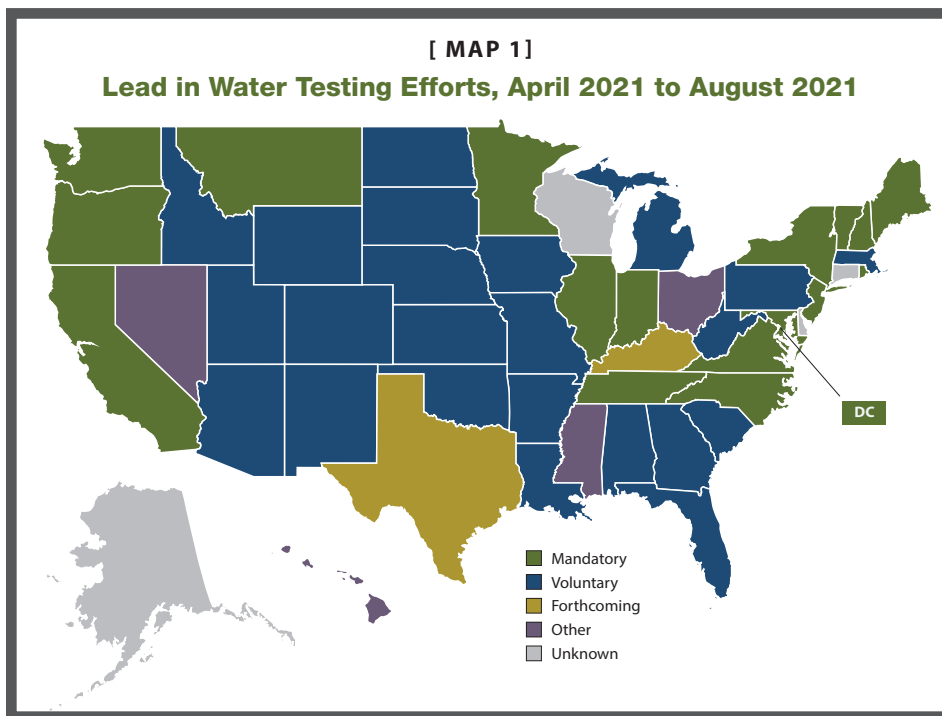 [ MAP 1]
Lead in Water Testing Efforts, April 2021 to August 2021
DC
Mandatory
Voluntary
Forthcoming
Other
Unknown